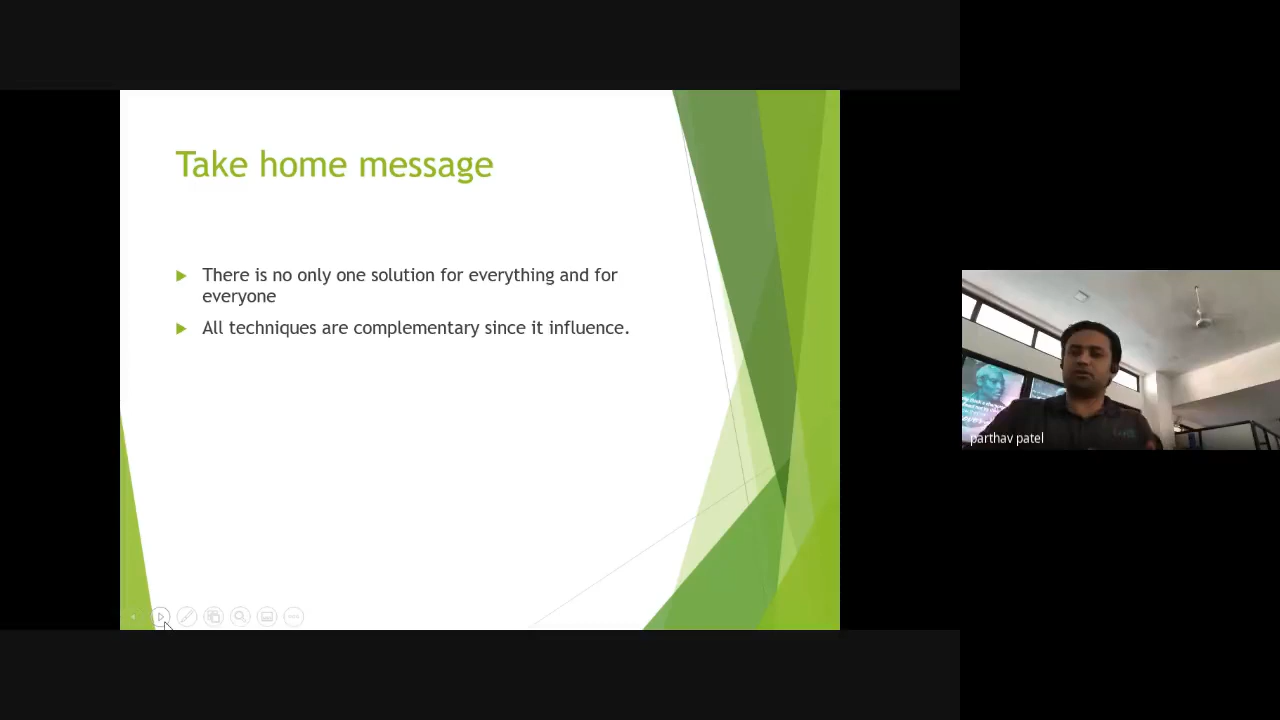 Take home message
There is no only one solution for everything and for
everyone
All techniques are complementary since it influence.
parthav patel